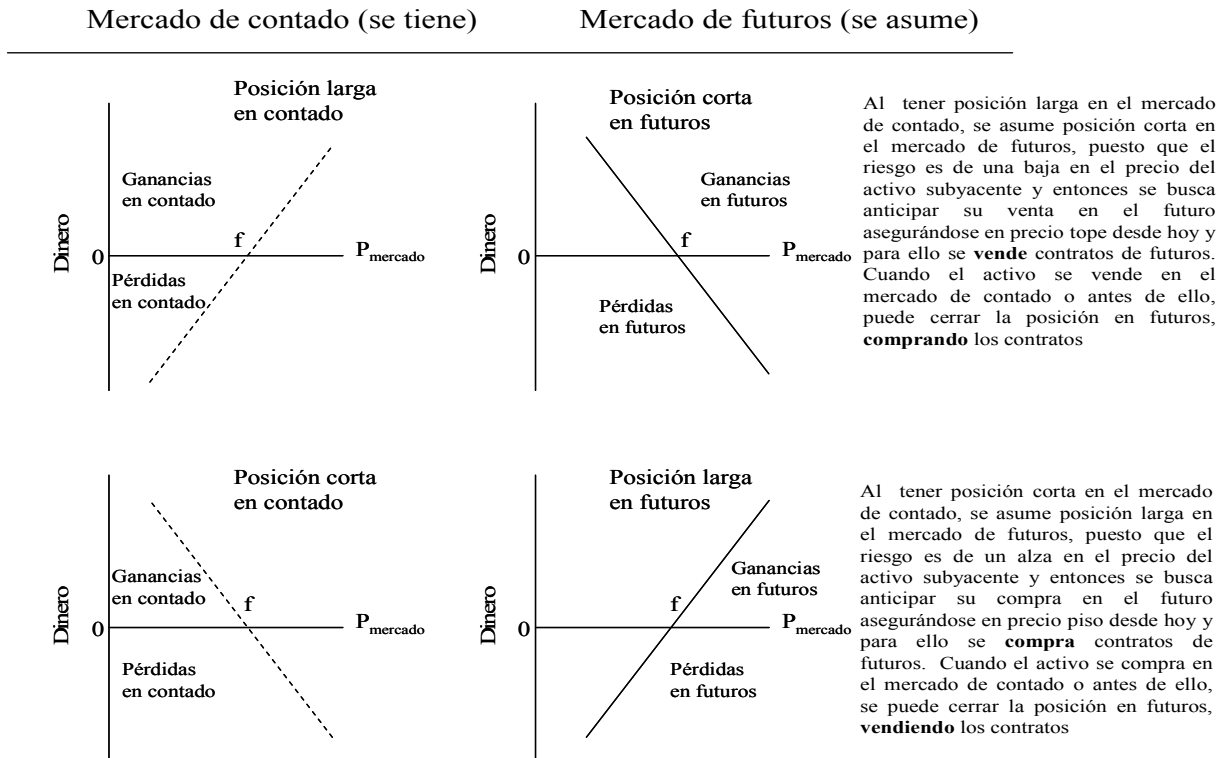 Mercado de contado (se tiene)
Mercado de futuros (se asume)
Posición larga
en contado
Ganancias
en contado
Dinero
0
f
P mercado
Pérdidas
en contado
Posición corta
en futuros
Ganancias
en futuros
Dinero
0
f
P mercado
Pérdidas
en futuros
Al tener posición larga en el mercado
de contado, se asume posición corta en
el mercado de futuros, puesto que el
riesgo es de una baja en el precio del
activo subyacente y entonces se busca
anticipar su venta en el futuro
asegurándose en precio tope desde hoy y
para ello se vende contratos de futuros.
Cuando el activo se vende en el
mercado de contado o antes de ello,
puede cerrar la posición en futuros,
comprando los contratos
Posición corta
en contado
Ganancias
en contado
Dinero
0
f
P mercado
Pérdidas
en contado
Posición larga
en futuros
Ganancias
en futuros
Dinero
0
f
P mercado
Pérdidas
en futuros
Al tener posición corta en el mercado
de contado, se asume posición larga en
el mercado de futuros, puesto que el
riesgo es de un alza en el precio del
activo subyacente y entonces se busca
anticipar su compra en el futuro
asegurándose en precio piso desde hoy y
para ello se compra contratos de
futuros. Cuando el activo se compra en
el mercado de contado o antes de ello,
se puede cerrar la posición en futuros,
vendiendo los contratos